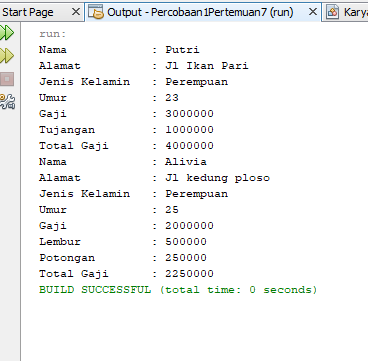 Start Page Output - Percobaan1Pertemuan7 (run) Karya
run:
Nama : Putri
Alamat : Jl Ikan Pari
Jenis Kelamin : Perempuan
Umur : 23
Gaji : 3000000
Tujangan : 1000000
Total Gaji : 4000000
Nama : Alivia
Alamat : Jl kedung ploso
Jenis Kelamin : Perempuan
Umur : 25
Gaji : 2000000
Lembur : 500000
Potongan : 250000
Total Gaji : 2250000
BUILD SUCCESSFUL (total time: 0 seconds)